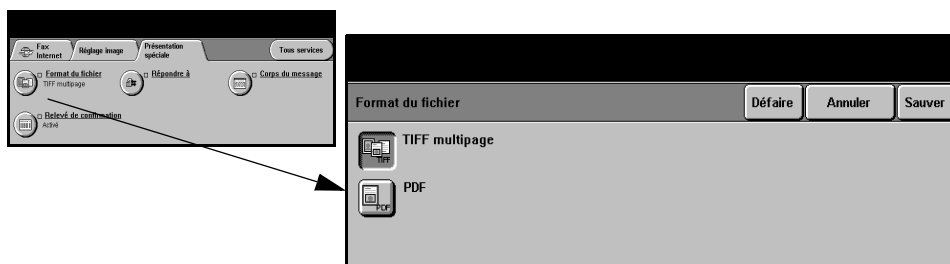 Fax Internet
Réglage image
Présentation spéciale
Tous services
Format du fichier
TIFF multipage
Répondre à
Corps du message
Relevé de confirmation
Activé
Format du fichier
Défaire
Annuler
Sauver
TIFF multipage
TIFF
PDF
PDF